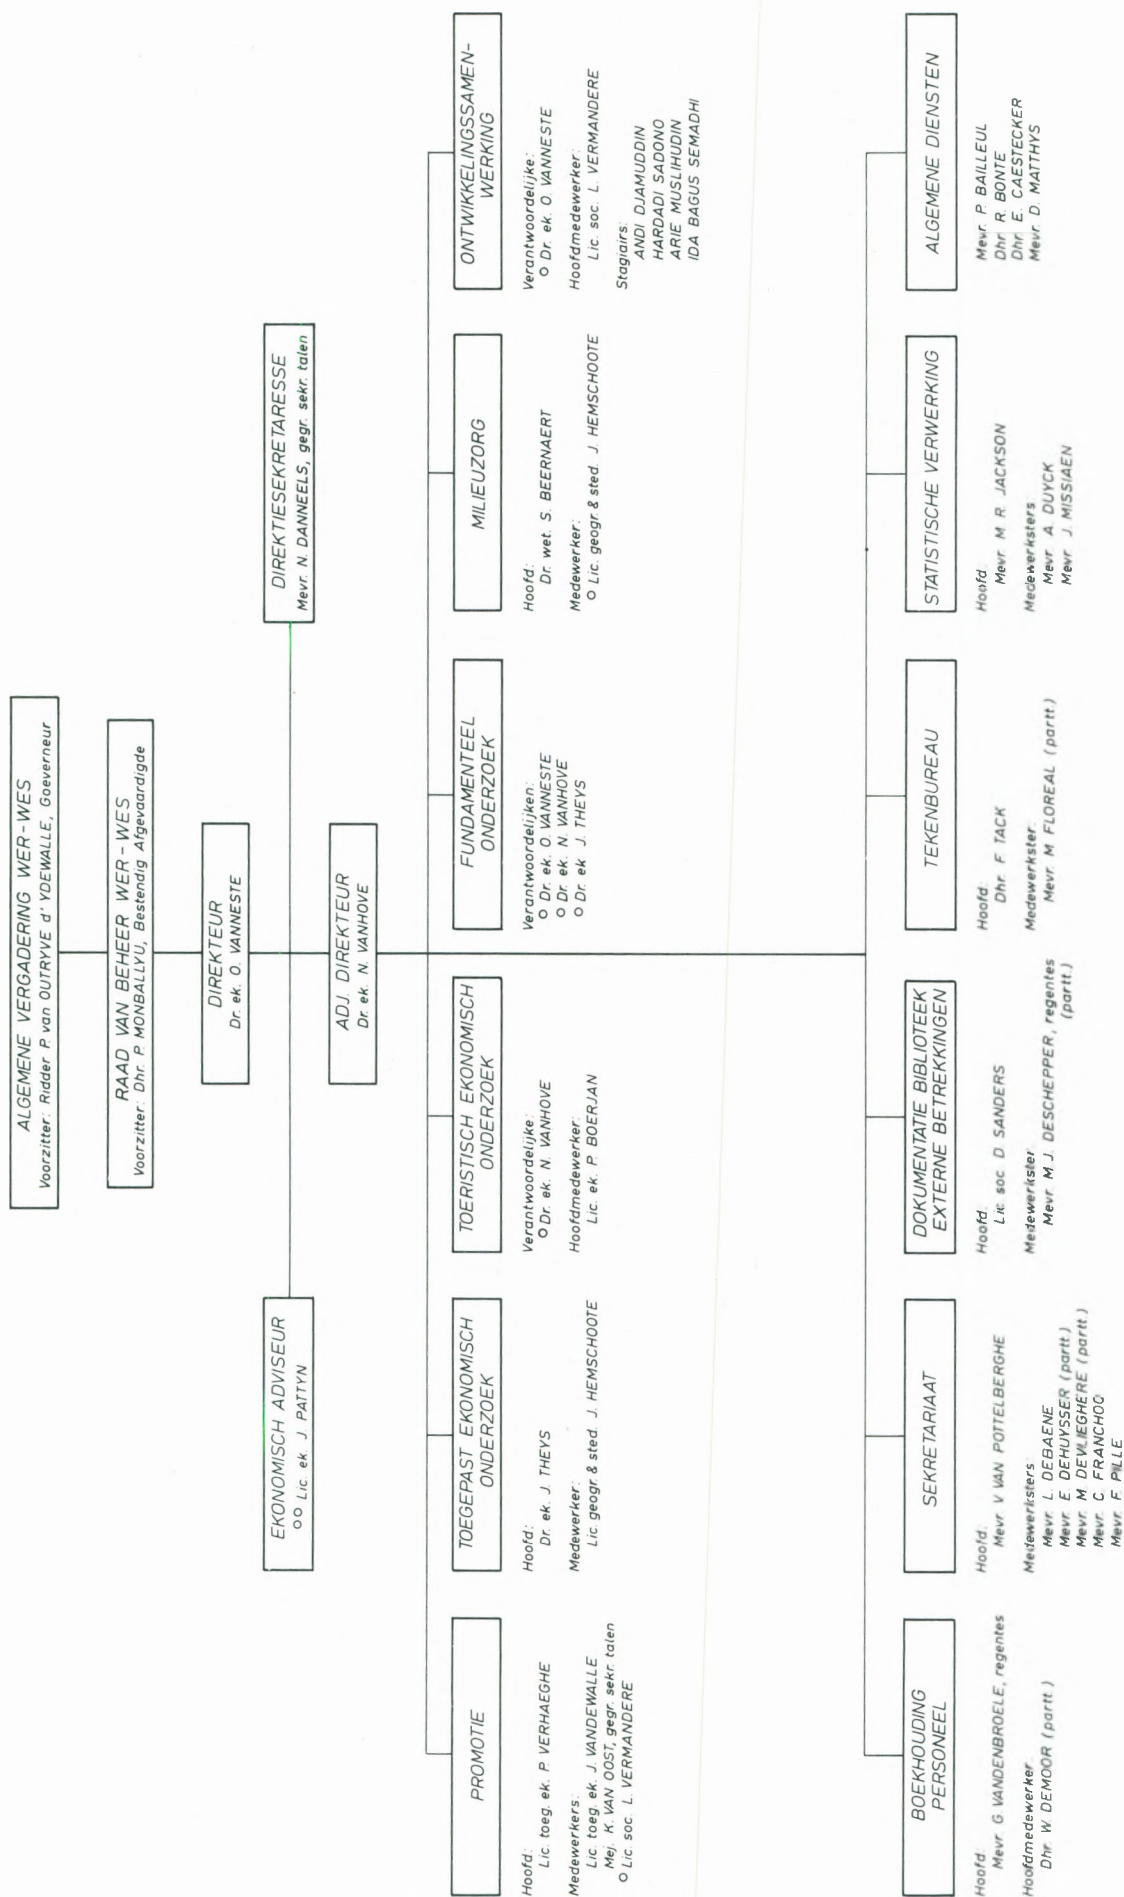 ALGEMENE VERGADERING WER-WES
Voorzitter: Ridder P. van OUTRYVE d'YDEWALLE, Goeverneur
RAAD VAN BEHEER WER-WES
Voorzitter: Dhr. P. MONBALLYU, Bestendig Afgevaardigde
DIREKTEUR
Dr. ek. O. VANNESTE
EKONOMISCH ADVISEUR
oo Lic. ek. J. PATTYN
DIREKTIESEKRETARESSE
Mevr. N. DANNEELS, gegr. sekr. talen
ADJ. DIREKTEUR
Dr. ek. N. VANHOVE
PROMOTIE
Hoofd:
Lic. toeg. ek. P. VERHAEGHE
Medewerkers:
Lic. toeg. ek. J. VANDEWALLE
Mej. K. VAN OOST, gegr. sekr. talen
o Lic. soc. L. VERMANDERE
TOEGEPAST EKONOMISCH
ONDERZOEK
Hoofd:
Dr. ek. J. THEYS
Medewerker:
Lic. geogr. & sted. J. HEMSCHOOTE
TOERISTISCH EKONOMISCH
ONDERZOEK
Verantwoordelijke:
o Dr. ek. N. VANHOVE
Hoofdmedewerker:
Lic. ek. P. BOERJAN
FUNDAMENTEEL
ONDERZOEK
Verantwoordelijken:
o Dr. ek. O. VANNESTE
o Dr. ek. N. VANHOVE
o Dr. ek J. THEYS
MILIEUZORG
Hoofd:
Dr. wet. S. BEERNAERT
Medewerker:
o Lic. geogr. & sted. J. HEMSCHOOTE
ONTWIKKELINGSSAMEN-
WERKING
Verantwoordelijke:
o Dr. ek. O. VANNESTE
Hoofdmedewerker:
Lic. soc. L. VERMANDERE
Stagiairs:
ANDI DJAMUDDIN
HARDADI SADONO
ARIE MUSLIHUDIN
IDA BAGUS SEMADHI
BOEKHOUDING
PERSONEEL
Hoofd:
Mevr. G. VANDENBROELE, regentes
Hoofdmedewerker:
Dhr. W. DEMOOR (partt.)
SEKRETARIAAT
Hoofd:
Mevr. V VAN POTTELBERGHE
Medewerksters:
Mevr. L. DEBAENE
Mevr. E. DEHUYSSER (partt.)
Mevr. M. DEVLIEGHERE (partt.)
Mevr. C. FRANCHOO
Mevr. F. PILLE
DOKUMENTATIE BIBLIOTEEK
EXTERNE BETREKKINGEN
Hoofd:
Lic. soc. D. SANDERS
Medewerkster:
Mevr. M.J. DESCHEPPER, regentes
(partt.)
TEKENBUREAU
Hoofd:
Dhr. F. TACK
Medewerkster:
Mevr. M FLOREAL (partt.)
STATISTISCHE VERWERKING
Hoofd:
Mevr. M. R. JACKSON
Medewerksters:
Mevr. A. DUYCK
Mevr. J. MISSIAEN
ALGEMENE DIENSTEN
Mevr. P. BAILLEUL
Dhr. R. BONTE
Dhr. E. CAESTECKER
Mevr. D. MATTHYS